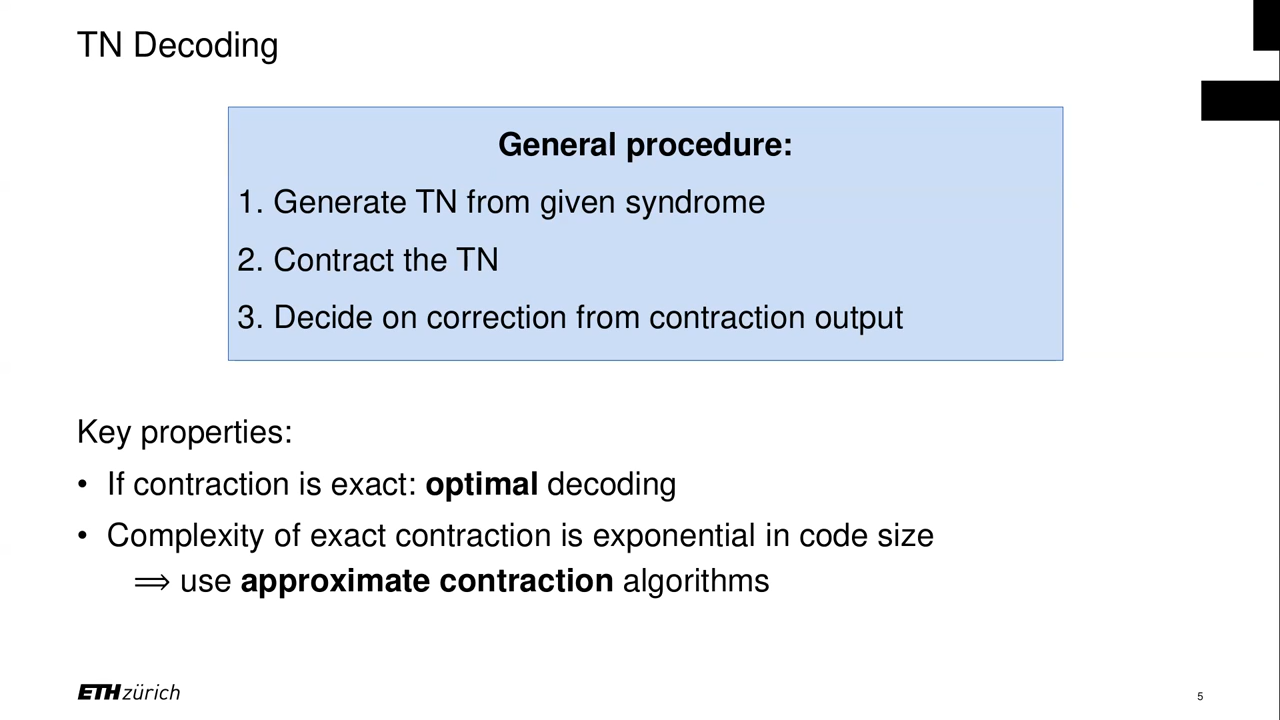 TN Decoding
General procedure:
1. Generate TN from given syndrome
2. Contract the TN
3. Decide on correction from contraction output
Key properties:
• If contraction is exact: optimal decoding
• Complexity of exact contraction is exponential in code size
⟹ use approximate contraction algorithms
ETH zürich
5